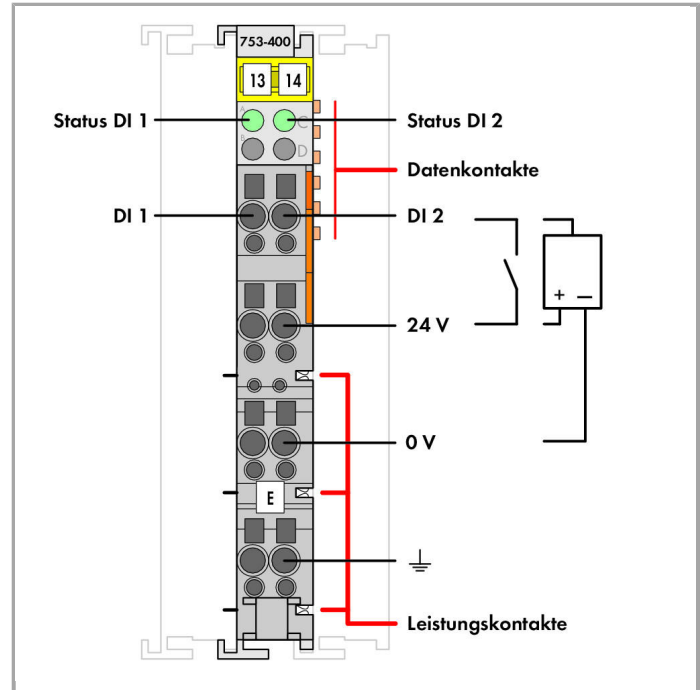 753-400
13 14
A C
Status DI 1
Status DI 2
B D
Datenkontakte
DI 1
DI 2
+ −
24 V
0 V
E
Leistungskontakte